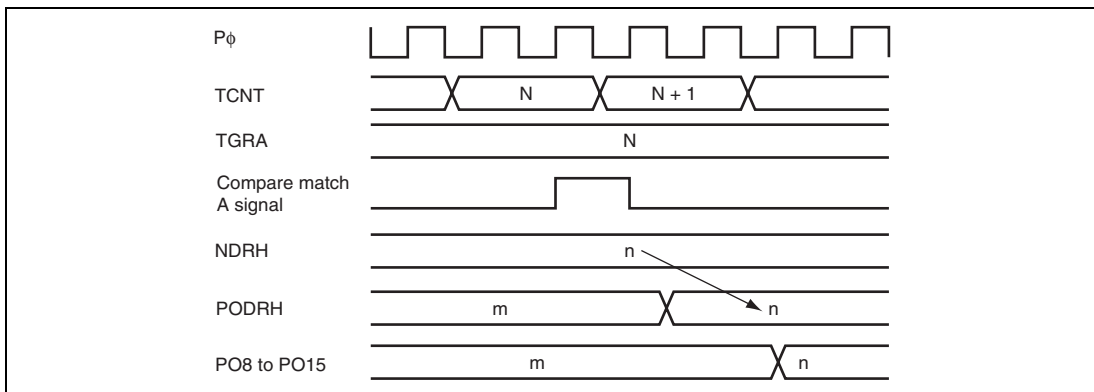 Pϕ
TCNT
N
N + 1
TGRA
N
Compare match
A signal
NDRH
n
PODRH
m
n
PO8 to PO15
m
n